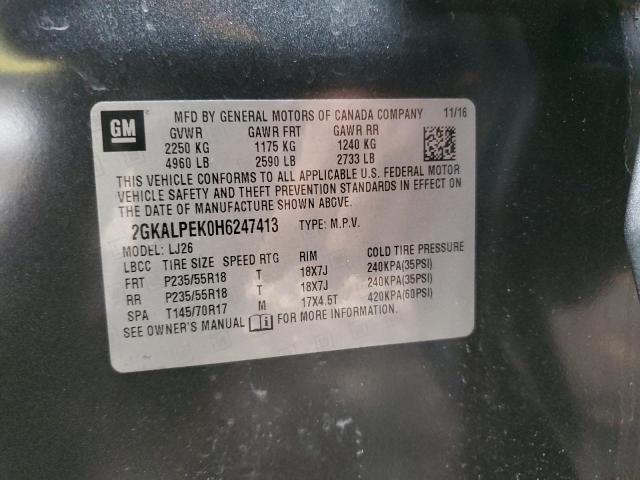 GM
MFD BY GENERAL MOTORS OF CANADA COMPANY 11/16
GVWR GAWR FRT GAWR RR
2250 KG 1175 KG 1240 KG
4960 LB 2590 LB 2733 LB
THIS VEHICLE CONFORMS TO ALL APPLICABLE U.S. FEDERAL MOTOR
VEHICLE SAFETY AND THEFT PREVENTION STANDARDS IN EFFECT ON
THE DATE OF MANUFACTURE SHOWN ABOVE.
2GKALPEK0H6247413 TYPE: M.P.V.
MODEL: LJ26
LBCC TIRE SIZE SPEED RTG RIM COLD TIRE PRESSURE
FRT P235/55R18 T 18X7J 240KPA(35PSI)
RR P235/55R18 T 18X7J 240KPA(35PSI)
SPA T145/70R17 M 17X4.5T 420KPA(60PSI)
SEE OWNER'S MANUAL FOR MORE INFORMATION.